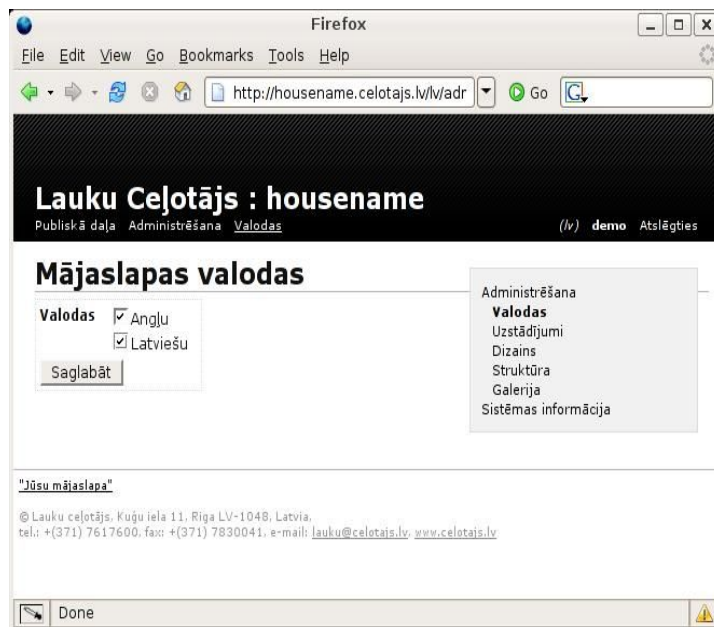 Firefox
File Edit View Go Bookmarks Tools Help
http://housename.celotajs.lv/lv/adr Go G
Lauku Ceļotājs : housename
Publiskā daļa Administrēšana Valodas (lv) demo Atslēgties
Mājaslapas valodas
Valodas Angļu
Latviešu
Saglabāt
Administrēšana
Valodas
Uzstādījumi
Dizains
Struktūra
Galerija
Sistēmas informācija
"Jūsu mājaslapa"
© Lauku ceļotājs, Kuģu iela 11, Rīga LV-1048, Latvia,
tel.: +(371) 7617600, fax: +(371) 7830041, e-mail: lauku@celotajs.lv, www.celotajs.lv
Done